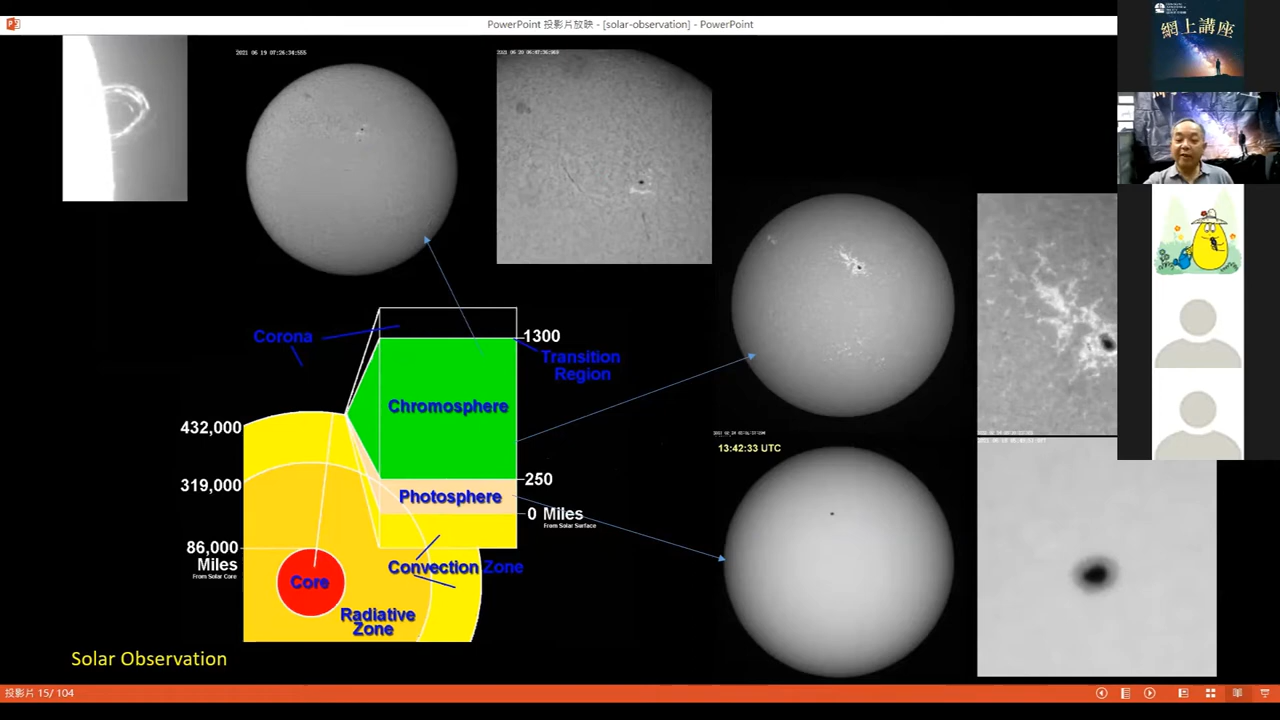 PowerPoint 投影片放映 - [solar-observation] - PowerPoint
網上講座
2021 06 19 07:26:34:555
Corona
1300
Transition
Region
Chromosphere
432,000
319,000
250
Photosphere
0 Miles
From Solar Surface
86,000
Miles
From Solar Core
Convection Zone
Core
Radiative
Zone
13:42:33 UTC
Solar Observation
投影片 15/ 104